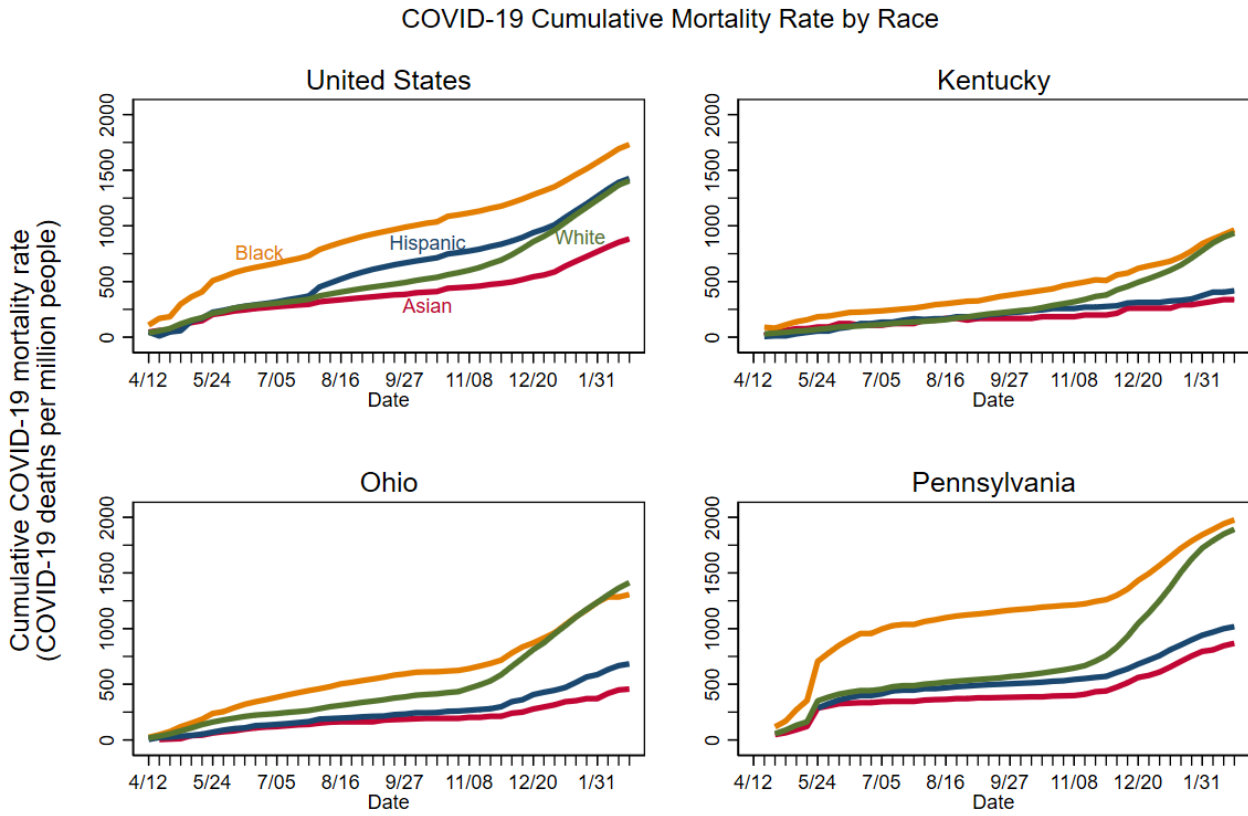 COVID-19 Cumulative Mortality Rate by Race
Cumulative COVID-19 mortality rate
(COVID-19 deaths per million people)
United States
2000
1500
1000
500
0
Black
Hispanic
White
Asian
4/12 5/24 7/05 8/16 9/27 11/08 12/20 1/31
Date
Kentucky
2000
1500
1000
500
0
4/12 5/24 7/05 8/16 9/27 11/08 12/20 1/31
Date
Ohio
2000
1500
1000
500
0
4/12 5/24 7/05 8/16 9/27 11/08 12/20 1/31
Date
Pennsylvania
2000
1500
1000
500
0
4/12 5/24 7/05 8/16 9/27 11/08 12/20 1/31
Date